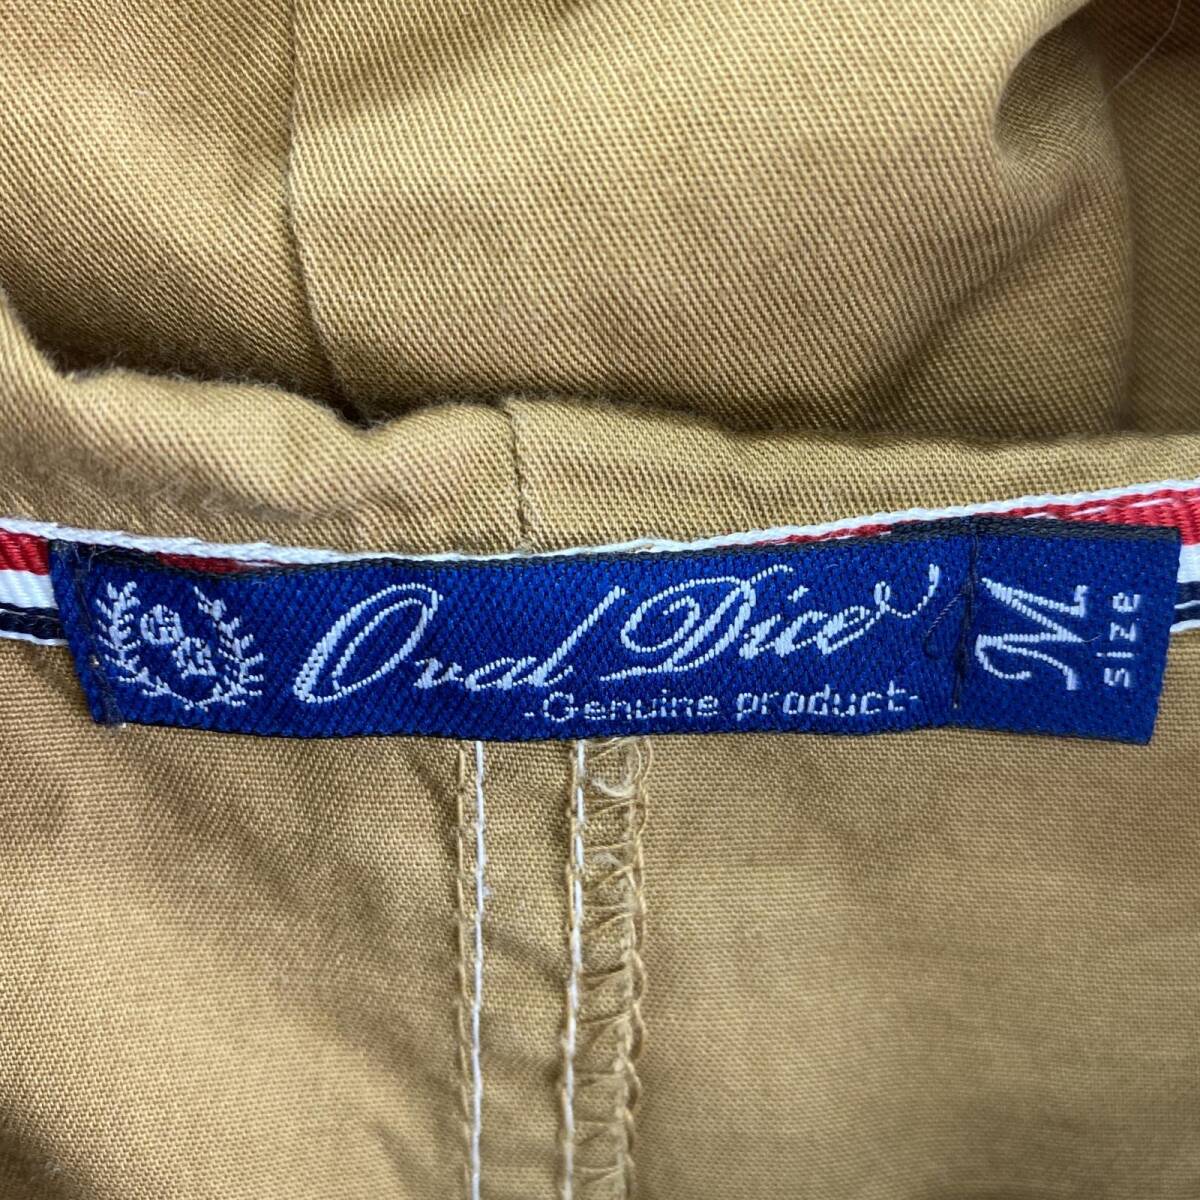 Oval Dice
-Genuine product-
M
size